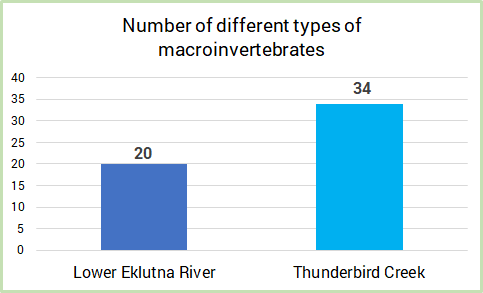 Number of different types of
macroinvertebrates
40
35
30
25
20
15
10
5
0
20
34
Lower Eklutna River
Thunderbird Creek